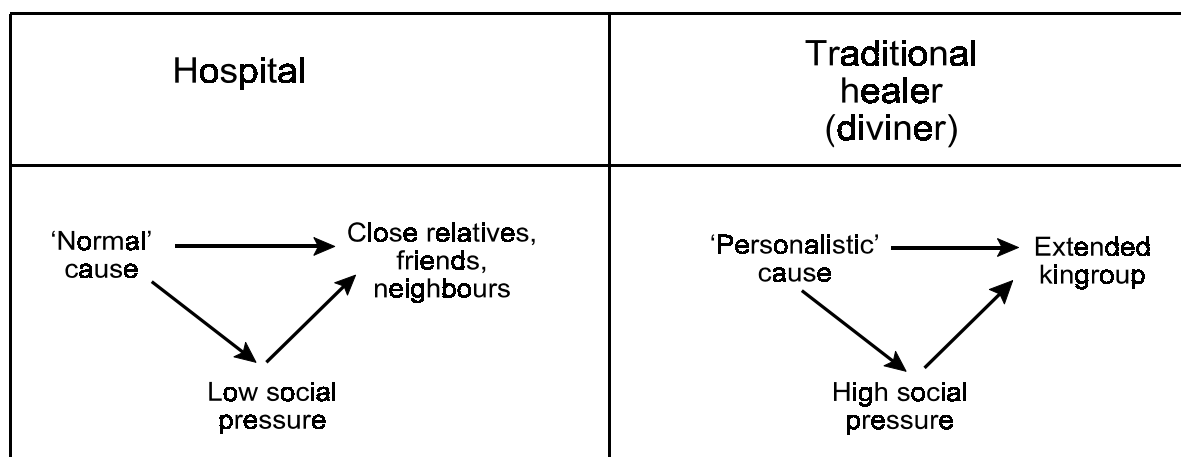 Hospital
Traditional
healer
(diviner)
‘Normal’
cause
Close relatives,
friends,
neighbours
Low social
pressure
‘Personalistic’
cause
Extended
kingroup
High social
pressure